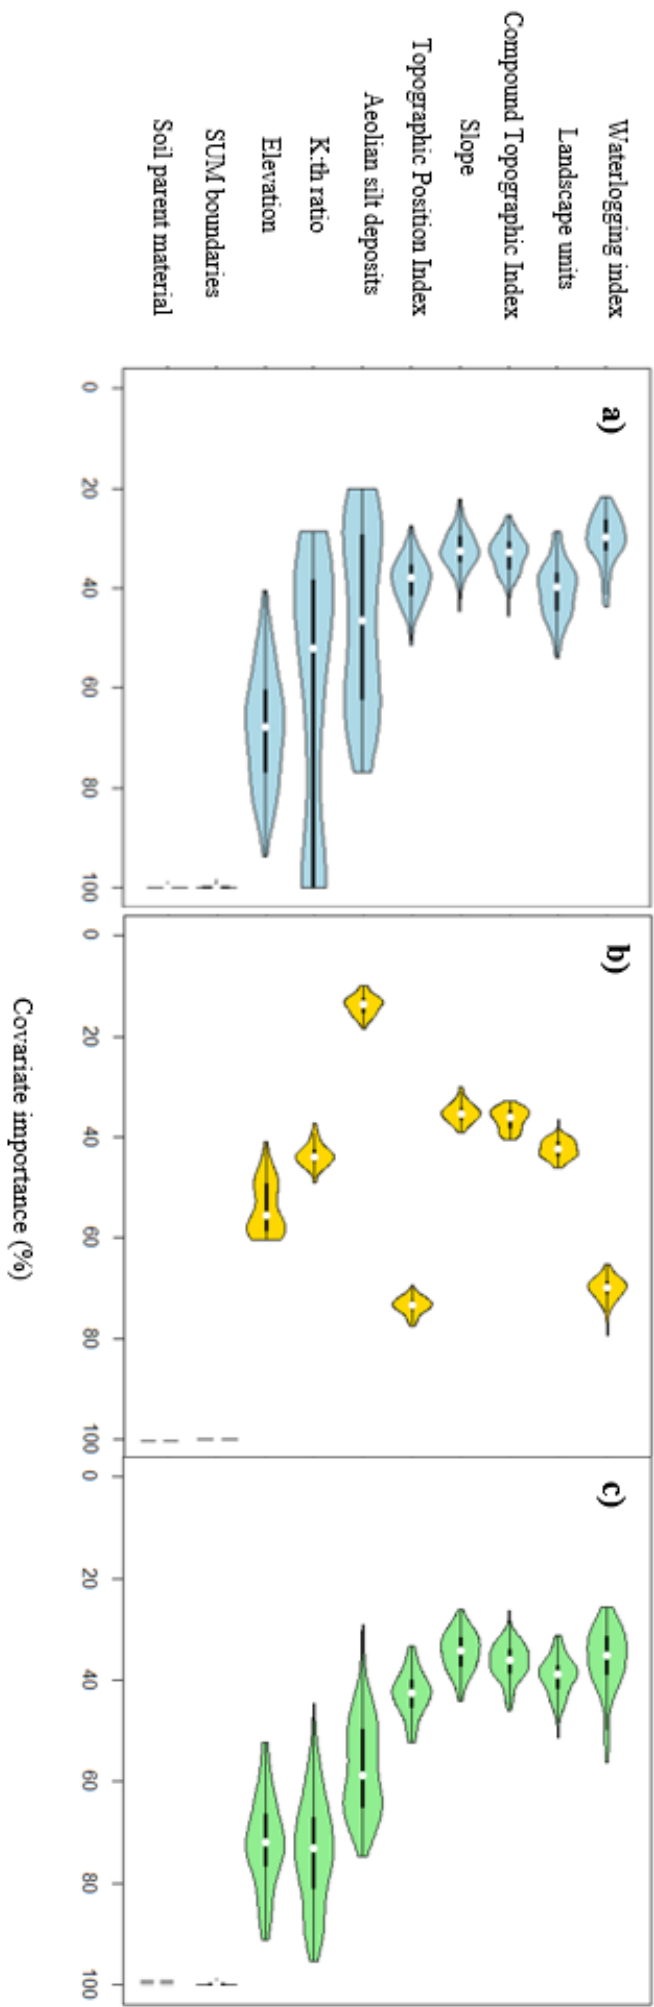 Waterlogging index
Landscape units
Compound Topographic Index
Slope
Topographic Position Index
Aeolian silt deposits
K:th ratio
Elevation
SUM boundaries
Soil parent material
a)
0 20 40 60 80 100
b)
0 20 40 60 80 100
c)
0 20 40 60 80 100
Covariate importance (%)